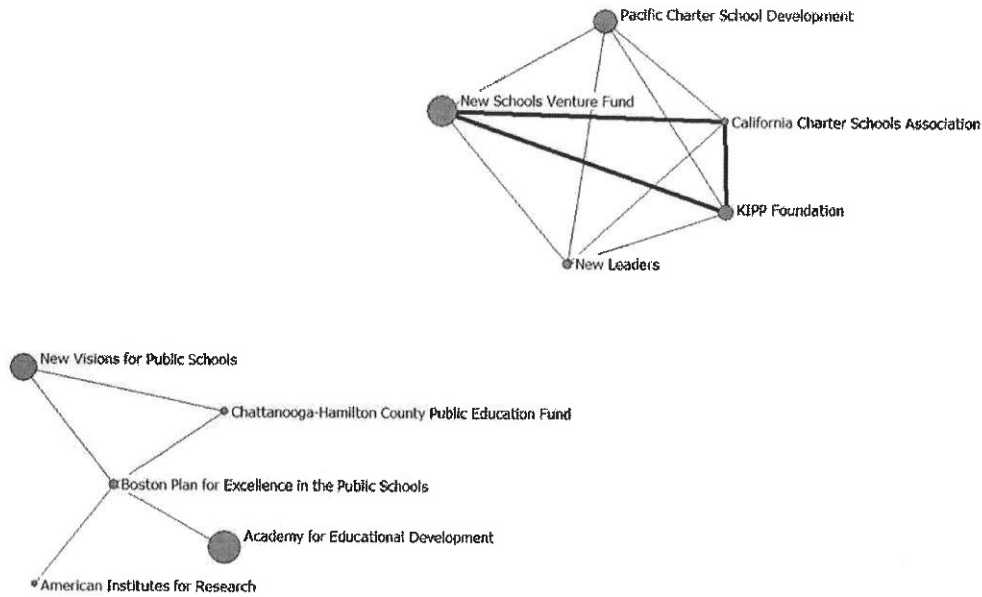 Pacific Charter School Development
New Schools Venture Fund
California Charter Schools Association
KIPP Foundation
New Leaders
New Visions for Public Schools
Chattanooga-Hamilton County Public Education Fund
Boston Plan for Excellence in the Public Schools
Academy for Educational Development
American Institutes for Research